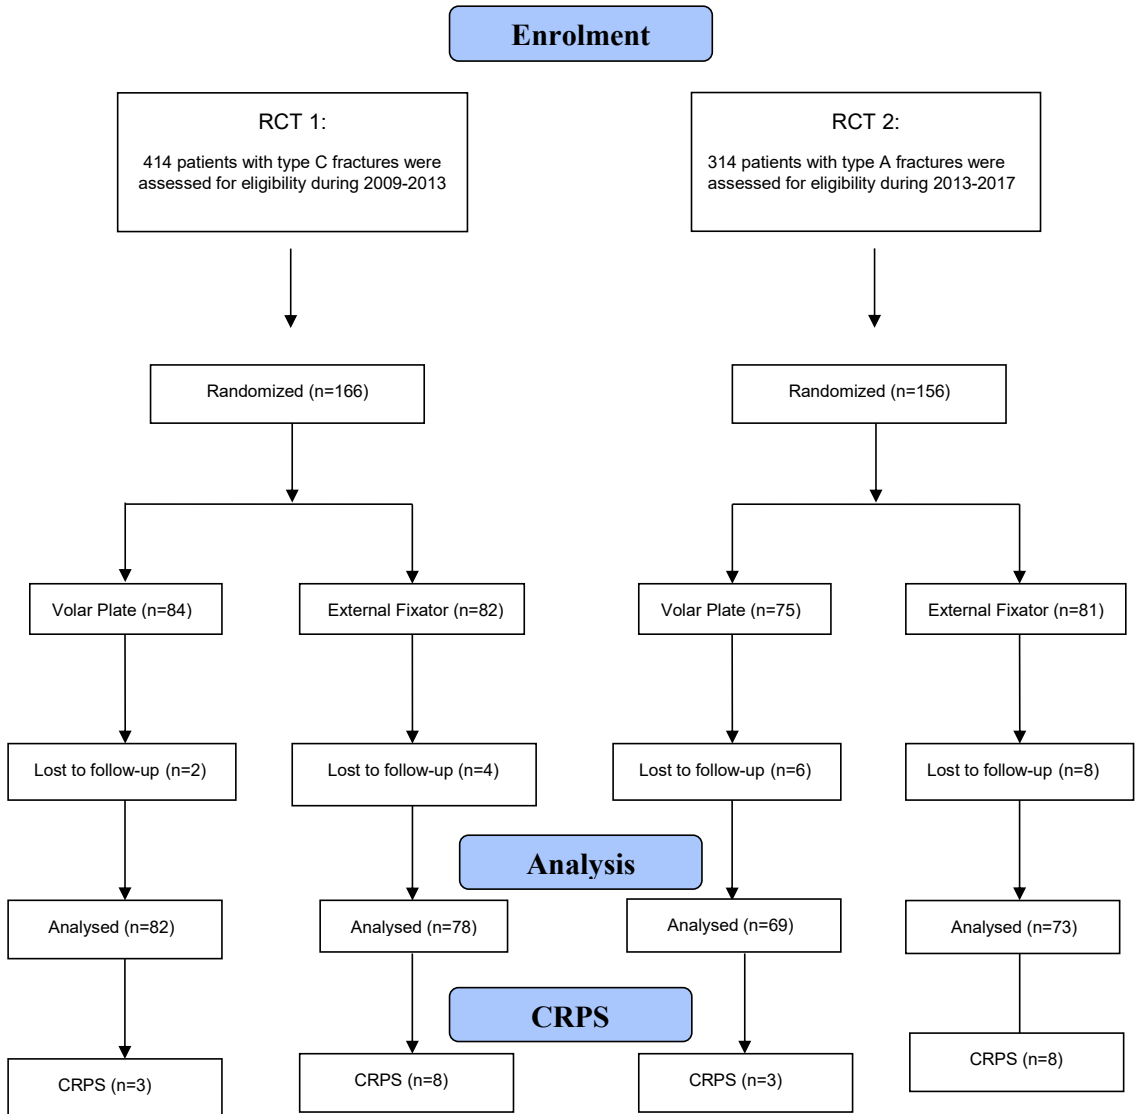 Enrolment
RCT 1:
414 patients with type C fractures were
assessed for eligibility during 2009-2013
RCT 2:
314 patients with type A fractures were
assessed for eligibility during 2013-2017
Randomized (n=166)
Randomized (n=156)
Volar Plate (n=84)
External Fixator (n=82)
Volar Plate (n=75)
External Fixator (n=81)
Lost to follow-up (n=2)
Lost to follow-up (n=4)
Lost to follow-up (n=6)
Lost to follow-up (n=8)
Analysis
Analysed (n=82)
Analysed (n=78)
Analysed (n=69)
Analysed (n=73)
CRPS
CRPS (n=3)
CRPS (n=8)
CRPS (n=3)
CRPS (n=8)